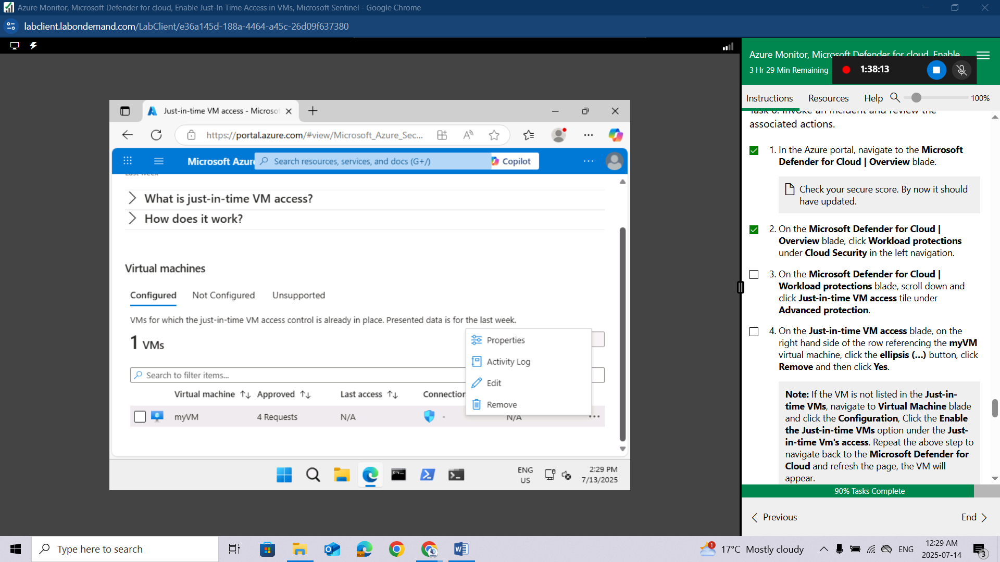 Azure Monitor, Microsoft Defender for cloud, Enable Just-In Time Access in VMs, Microsoft Sentinel - Google Chrome
labclient.labondemand.com/LabClient/e36a145d-188a-4464-a45c-26d09f637380
Just-in-time VM access - Microso
https://portal.azure.com/#view/Microsoft_Azure_Sec...
Microsoft Azur
Search resources, services, and docs (G+/)
Copilot
Last week
What is just-in-time VM access?
How does it work?
Virtual machines
Configured Not Configured Unsupported
VMs for which the just-in-time VM access control is already in place. Presented data is for the last week.
1 VMs
Search to filter items...
Virtual machine Approved Last access Connection
myVM 4 Requests N/A - N/A ...
Properties
Activity Log
Edit
Remove
ENG
US
2:29 PM
7/13/2025
Azure Monitor, Microsoft Defender for cloud, Enable
3 Hr 29 Min Remaining
1:38:13
Instructions Resources Help 100%
Task 6: Invoke an incident and review the
associated actions.
1. In the Azure portal, navigate to the Microsoft
Defender for Cloud | Overview blade.
Check your secure score. By now it should
have updated.
2. On the Microsoft Defender for Cloud |
Overview blade, click Workload protections
under Cloud Security in the left navigation.
3. On the Microsoft Defender for Cloud |
Workload protections blade, scroll down and
click Just-in-time VM access tile under
Advanced protection.
4. On the Just-in-time VM access blade, on the
right hand side of the row referencing the myVM
virtual machine, click the ellipsis (...) button, click
Remove and then click Yes.
Note: If the VM is not listed in the Just-in-
time VMs, navigate to Virtual Machine blade
and click the Configuration, Click the Enable
the Just-in-time VMs option under the Just-
in-time Vm's access. Repeat the above step to
navigate back to the Microsoft Defender for
Cloud and refresh the page, the VM will
appear.
90% Tasks Complete
Previous End
Type here to search
1
17°C Mostly cloudy
ENG
12:29 AM
2025-07-14
3